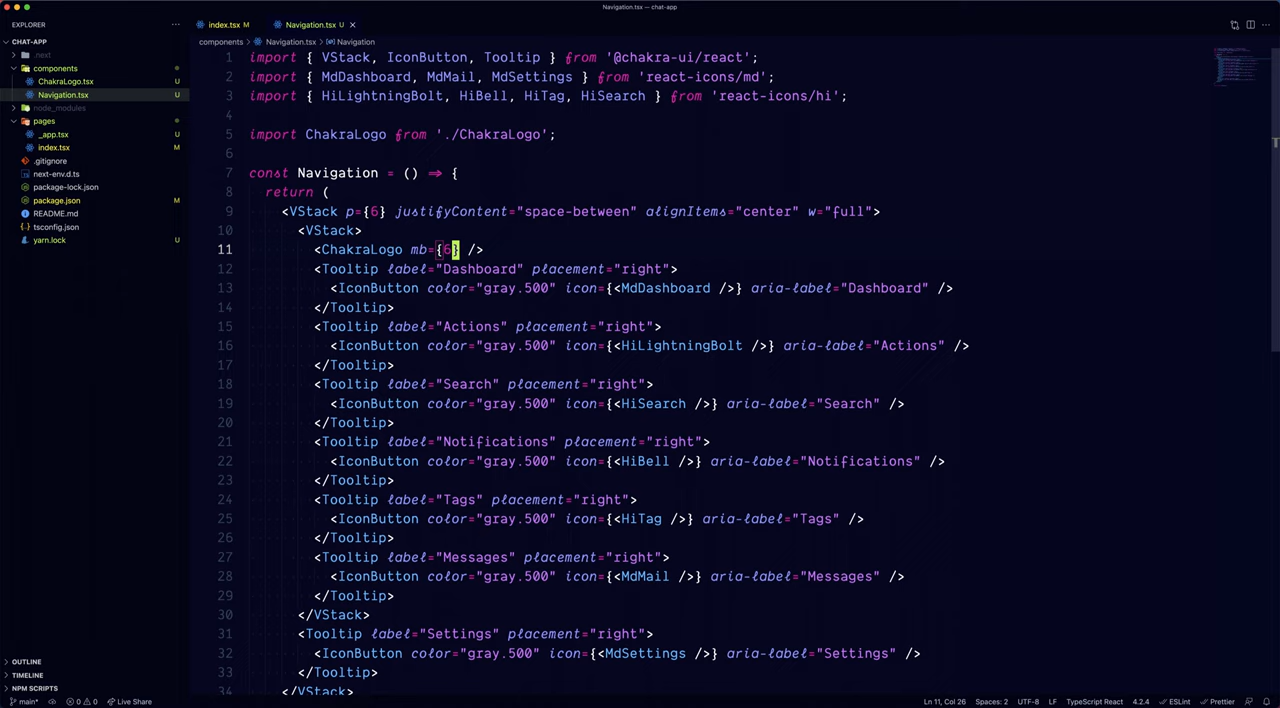 Navigation.tsx — chat-app
EXPLORER
CHAT-APP
.next
components
ChakraLogo.tsx U
Navigation.tsx U
node_modules
pages
_app.tsx U
index.tsx M
.gitignore
next-env.d.ts
package-lock.json
package.json M
README.md
tsconfig.json
yarn.lock U
OUTLINE
TIMELINE
NPM SCRIPTS
index.tsx M
Navigation.tsx U
components > Navigation.tsx > Navigation
1 import { VStack, IconButton, Tooltip } from '@chakra-ui/react';
2 import { MdDashboard, MdMail, MdSettings } from 'react-icons/md';
3 import { HiLightningBolt, HiBell, HiTag, HiSearch } from 'react-icons/hi';
4
5 import ChakraLogo from './ChakraLogo';
6
7 const Navigation = () => {
8 return (
9 <VStack p={6} justifyContent="space-between" alignItems="center" w="full">
10 <VStack>
11 <ChakraLogo mb={6} />
12 <Tooltip label="Dashboard" placement="right">
13 <IconButton color="gray.500" icon={<MdDashboard />} aria-label="Dashboard" />
14 </Tooltip>
15 <Tooltip label="Actions" placement="right">
16 <IconButton color="gray.500" icon={<HiLightningBolt />} aria-label="Actions" />
17 </Tooltip>
18 <Tooltip label="Search" placement="right">
19 <IconButton color="gray.500" icon={<HiSearch />} aria-label="Search" />
20 </Tooltip>
21 <Tooltip label="Notifications" placement="right">
22 <IconButton color="gray.500" icon={<HiBell />} aria-label="Notifications" />
23 </Tooltip>
24 <Tooltip label="Tags" placement="right">
25 <IconButton color="gray.500" icon={<HiTag />} aria-label="Tags" />
26 </Tooltip>
27 <Tooltip label="Messages" placement="right">
28 <IconButton color="gray.500" icon={<MdMail />} aria-label="Messages" />
29 </Tooltip>
30 </VStack>
31 <Tooltip label="Settings" placement="right">
32 <IconButton color="gray.500" icon={<MdSettings />} aria-label="Settings" />
33 </Tooltip>
34 </VStack>
main* 0 0 Live Share Ln 11, Col 26 Spaces: 2 UTF-8 LF TypeScript React 4.2.4 ESLint Prettier